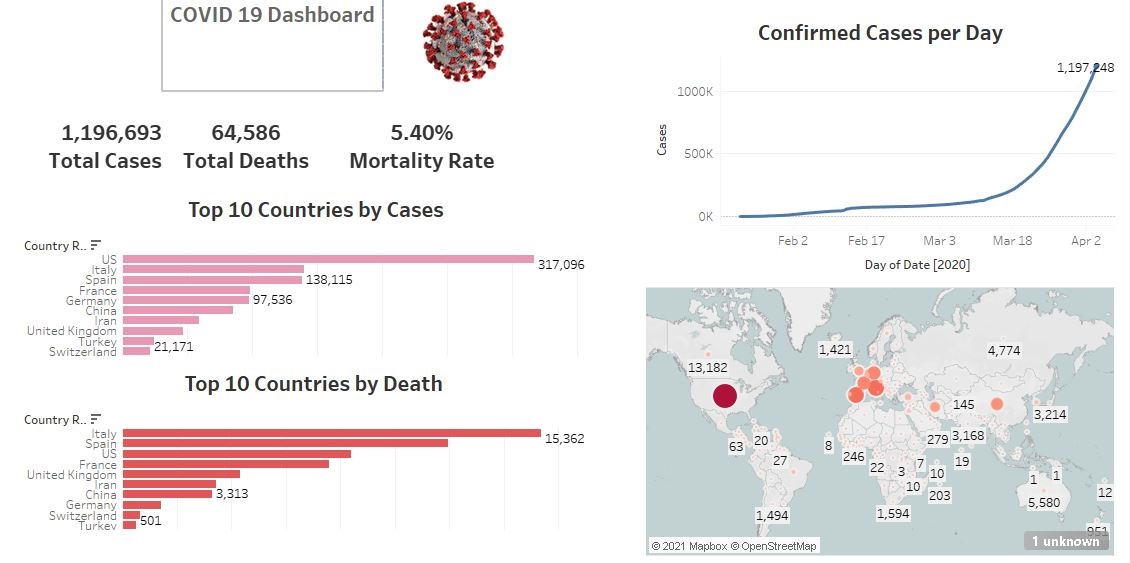 COVID 19 Dashboard
1,196,693 64,586 5.40%
Total Cases Total Deaths Mortality Rate
Top 10 Countries by Cases
Country R..
US 317,096
Italy
Spain 138,115
France
Germany 97,536
China
Iran
United Kingdom
Turkey 21,171
Switzerland
Top 10 Countries by Death
Country R..
Italy 15,362
Spain
US
France
United Kingdom
Iran
China 3,313
Germany
Switzerland 501
Turkey
Confirmed Cases per Day
1,197,248
1000K
Cases
500K
0K
Feb 2 Feb 17 Mar 3 Mar 18 Apr 2
Day of Date [2020]
1,421 4,774
13,182
145
3,214
63 20 8 279 3,168
246
27 22 3 7 10 19
10 203
1 1
5,580 12
1,494 1,594
951
1 unknown
© 2021 Mapbox © OpenStreetMap